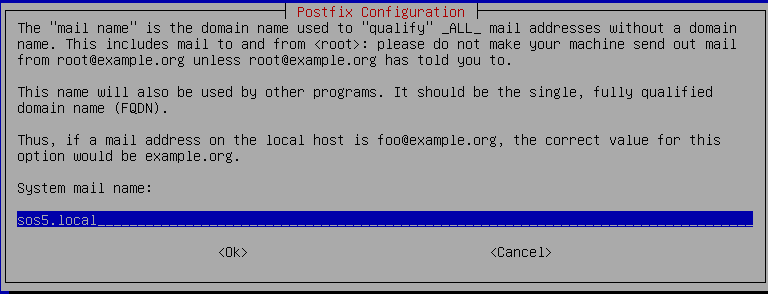 Postfix Configuration
The "mail name" is the domain name used to "qualify" _ALL_ mail addresses without a domain
name. This includes mail to and from <root>: please do not make your machine send out mail
from root@example.org unless root@example.org has told you to.
This name will also be used by other programs. It should be the single, fully qualified
domain name (FQDN).
Thus, if a mail address on the local host is foo@example.org, the correct value for this
option would be example.org.
System mail name:
sos5.local
<Ok> <Cancel>